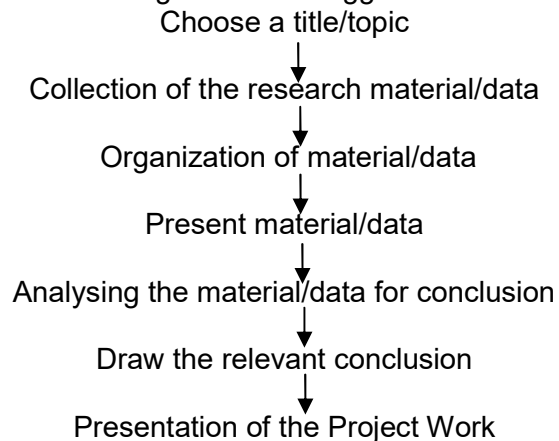 Choose a title/topic
Collection of the research material/data
Organization of material/data
Present material/data
Analysing the material/data for conclusion
Draw the relevant conclusion
Presentation of the Project Work